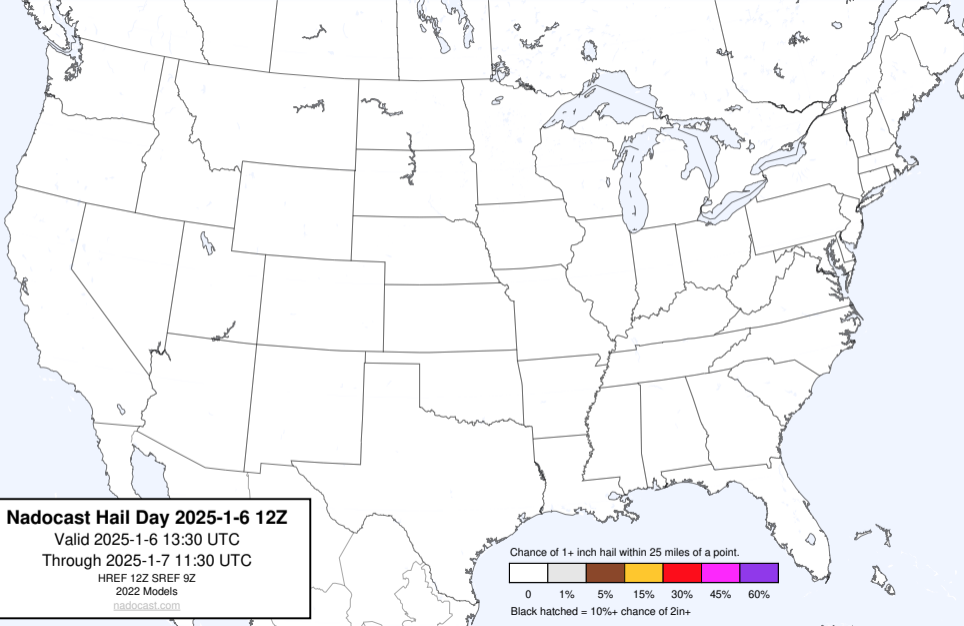 Nadocast Hail Day 2025-1-6 12Z
Valid 2025-1-6 13:30 UTC
Through 2025-1-7 11:30 UTC
HREF 12Z SREF 9Z
2022 Models
nadocast.com
Chance of 1+ inch hail within 25 miles of a point.
0 1% 5% 15% 30% 45% 60%
Black hatched = 10%+ chance of 2in+